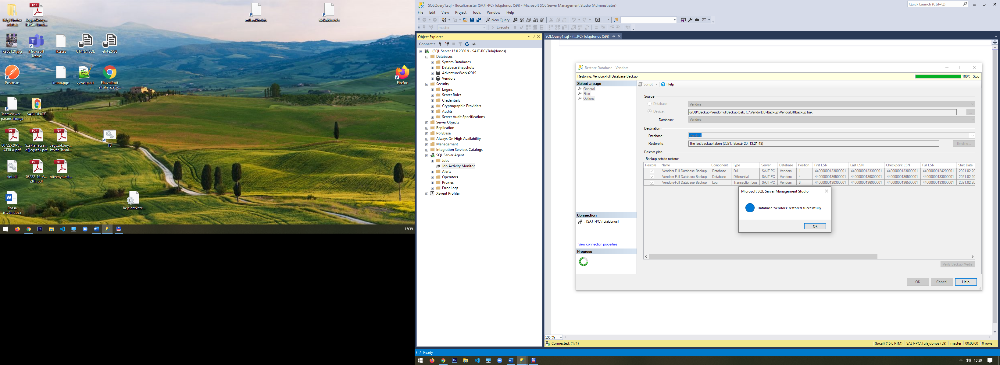 Régi Firefox
adatok
Jegyzőköny...
István Tamá...
műszakbeírás
táskakövetés
Kép0128.jpg
Microsoft
Teams
Iktatas
UTANA.SQL
elote.SQL
Postman
kruno.pgn
vywexp.txt
Eltávolított
alkalmazáso...
Firefox
TeamViewer...
parancsikonja
SABLONOK
00722-20-V...
ATTILA.pdf
Szaktanácsa...
díjjegyzék.pdf
Jegyzőköny...
István Tamá...
TB
zint.dll
03222-16-V...
ZRT..pdf
növénytársít...
Rózsa
istván.docx
bejelentkeze...
15:39
SQLQuery1.sql - (local).master (SAJT-PC\Tulajdonos (59)) - Microsoft SQL Server Management Studio (Administrator)
Quick Launch (Ctrl+Q)
File Edit View Project Tools Window Help
New Query
master
Execute
Object Explorer
Connect
. (SQL Server 15.0.2080.9 - SAJT-PC\Tulajdonos)
Databases
System Databases
Database Snapshots
AdventureWorks2019
Vendors
Security
Logins
Server Roles
Credentials
Cryptographic Providers
Audits
Server Audit Specifications
Server Objects
Replication
PolyBase
Always On High Availability
Management
Integration Services Catalogs
SQL Server Agent
Jobs
Job Activity Monitor
Alerts
Operators
Proxies
Error Logs
XEvent Profiler
SQLQuery1.sql - (l...PC\Tulajdonos (59))
Restore Database - Vendors
Restoring: Vendors-Full Database Backup
100% Stop
Select a page
General
Files
Options
Script Help
Source
Database: Vendors
Device: orDB\Backup\VendorFullBackup.bak, C:\VendorDB\Backup\VendorDiffBackup.bak
...
Database: Vendors
Destination
Database: Vendors
Restore to: The last backup taken (2021. február 20. 13:21:48)
Timeline...
Restore plan
Backup sets to restore:
Restore Name Component Type Server Database Position First LSN Last LSN Checkpoint LSN Full LSN Start Date
Vendors-Full Database Backup Database Full SAJT-PC Vendors 1 44000000133000001 44000000133300001 44000000133000001 44000000124200001 2021.02.20
Vendors-Full Database Backup Database Differential SAJT-PC Vendors 4 44000000136500001 44000000136800001 44000000136500001 44000000133000001 2021.02.20
Vendors-Full Database Backup Log Transaction Log SAJT-PC Vendors 3 44000000130300001 44000000136900001 44000000136500001 44000000133000001 2021.02.20
Microsoft SQL Server Management Studio
Database 'Vendors' restored successfully.
OK
Connection
. [SAJT-PC\Tulajdonos]
View connection properties
Progress
Verify Backup Media
OK Cancel Help
130 %
Connected. (1/1)
(local) (15.0 RTM) SAJT-PC\Tulajdonos (59) master 00:00:00 0 rows
Ready
15:39